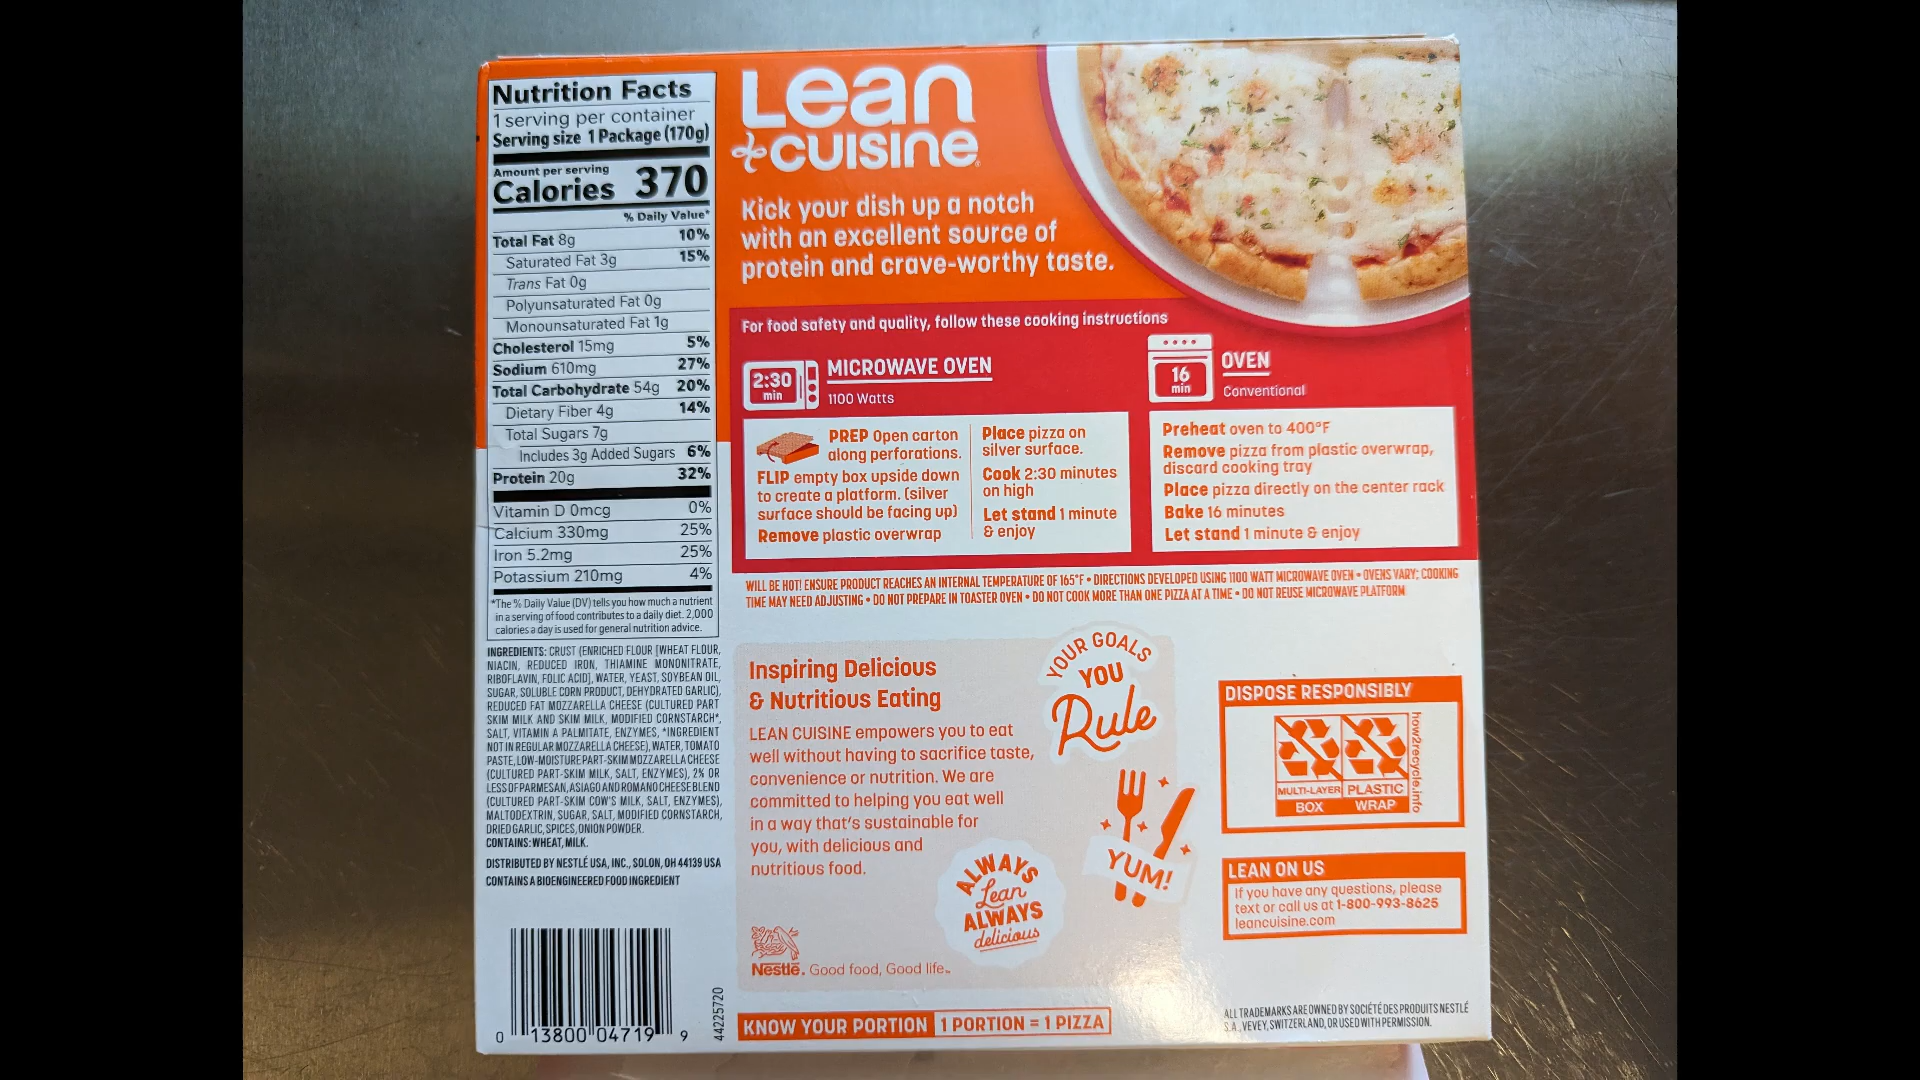 Nutrition Facts
1 serving per container
Serving size 1 Package (170g)
Amount per serving
Calories 370
% Daily Value*
Total Fat 8g 10%
Saturated Fat 3g 15%
Trans Fat 0g
Polyunsaturated Fat 0g
Monounsaturated Fat 1g
Cholesterol 15mg 5%
Sodium 610mg 27%
Total Carbohydrate 54g 20%
Dietary Fiber 4g 14%
Total Sugars 7g
Includes 3g Added Sugars 6%
Protein 20g 32%
Vitamin D 0mcg 0%
Calcium 330mg 25%
Iron 5.2mg 25%
Potassium 210mg 4%
*The % Daily Value (DV) tells you how much a nutrient
in a serving of food contributes to a daily diet. 2,000
calories a day is used for general nutrition advice.
INGREDIENTS: CRUST (ENRICHED FLOUR [WHEAT FLOUR,
NIACIN, REDUCED IRON, THIAMINE MONONITRATE,
RIBOFLAVIN, FOLIC ACID], WATER, YEAST, SOYBEAN OIL,
SUGAR, SOLUBLE CORN PRODUCT, DEHYDRATED GARLIC),
REDUCED FAT MOZZARELLA CHEESE (CULTURED PART
SKIM MILK AND SKIM MILK, MODIFIED CORNSTARCH*,
SALT, VITAMIN A PALMITATE, ENZYMES, *INGREDIENT
NOT IN REGULAR MOZZARELLA CHEESE), WATER, TOMATO
PASTE, LOW-MOISTURE PART-SKIM MOZZARELLA CHEESE
(CULTURED PART-SKIM MILK, SALT, ENZYMES), 2% OR
LESS OF PARMESAN, ASIAGO AND ROMANO CHEESE BLEND
(CULTURED PART-SKIM COW'S MILK, SALT, ENZYMES),
MALTODEXTRIN, SUGAR, SALT, MODIFIED CORNSTARCH,
DRIED GARLIC, SPICES, ONION POWDER.
CONTAINS: WHEAT, MILK.
DISTRIBUTED BY NESTLÉ USA, INC., SOLON, OH 44139 USA
CONTAINS A BIOENGINEERED FOOD INGREDIENT
0 13800 04719 9
44225720
Lean
CUISINE®
Kick your dish up a notch
with an excellent source of
protein and crave-worthy taste.
For food safety and quality, follow these cooking instructions
2:30
min
MICROWAVE OVEN
1100 Watts
PREP Open carton
along perforations.
FLIP empty box upside down
to create a platform. (silver
surface should be facing up)
Remove plastic overwrap
Place pizza on
silver surface.
Cook 2:30 minutes
on high
Let stand 1 minute
& enjoy
16
min
OVEN
Conventional
Preheat oven to 400°F
Remove pizza from plastic overwrap,
discard cooking tray
Place pizza directly on the center rack
Bake 16 minutes
Let stand 1 minute & enjoy
WILL BE HOT! ENSURE PRODUCT REACHES AN INTERNAL TEMPERATURE OF 165°F • DIRECTIONS DEVELOPED USING 1100 WATT MICROWAVE OVEN • OVENS VARY; COOKING
TIME MAY NEED ADJUSTING • DO NOT PREPARE IN TOASTER OVEN • DO NOT COOK MORE THAN ONE PIZZA AT A TIME • DO NOT REUSE MICROWAVE PLATFORM
Inspiring Delicious
& Nutritious Eating
LEAN CUISINE empowers you to eat
well without having to sacrifice taste,
convenience or nutrition. We are
committed to helping you eat well
in a way that's sustainable for
you, with delicious and
nutritious food.
YOUR GOALS
YOU
Rule
YUM!
ALWAYS
Lean
ALWAYS
delicious
Nestlé. Good food, Good life™
KNOW YOUR PORTION 1 PORTION = 1 PIZZA
DISPOSE RESPONSIBLY
MULTI-LAYER
BOX
PLASTIC
WRAP
how2recycle.info
LEAN ON US
If you have any questions, please
text or call us at 1-800-993-8625
leancuisine.com
ALL TRADEMARKS ARE OWNED BY SOCIÉTÉ DES PRODUITS NESTLÉ
S.A., VEVEY, SWITZERLAND, OR USED WITH PERMISSION.